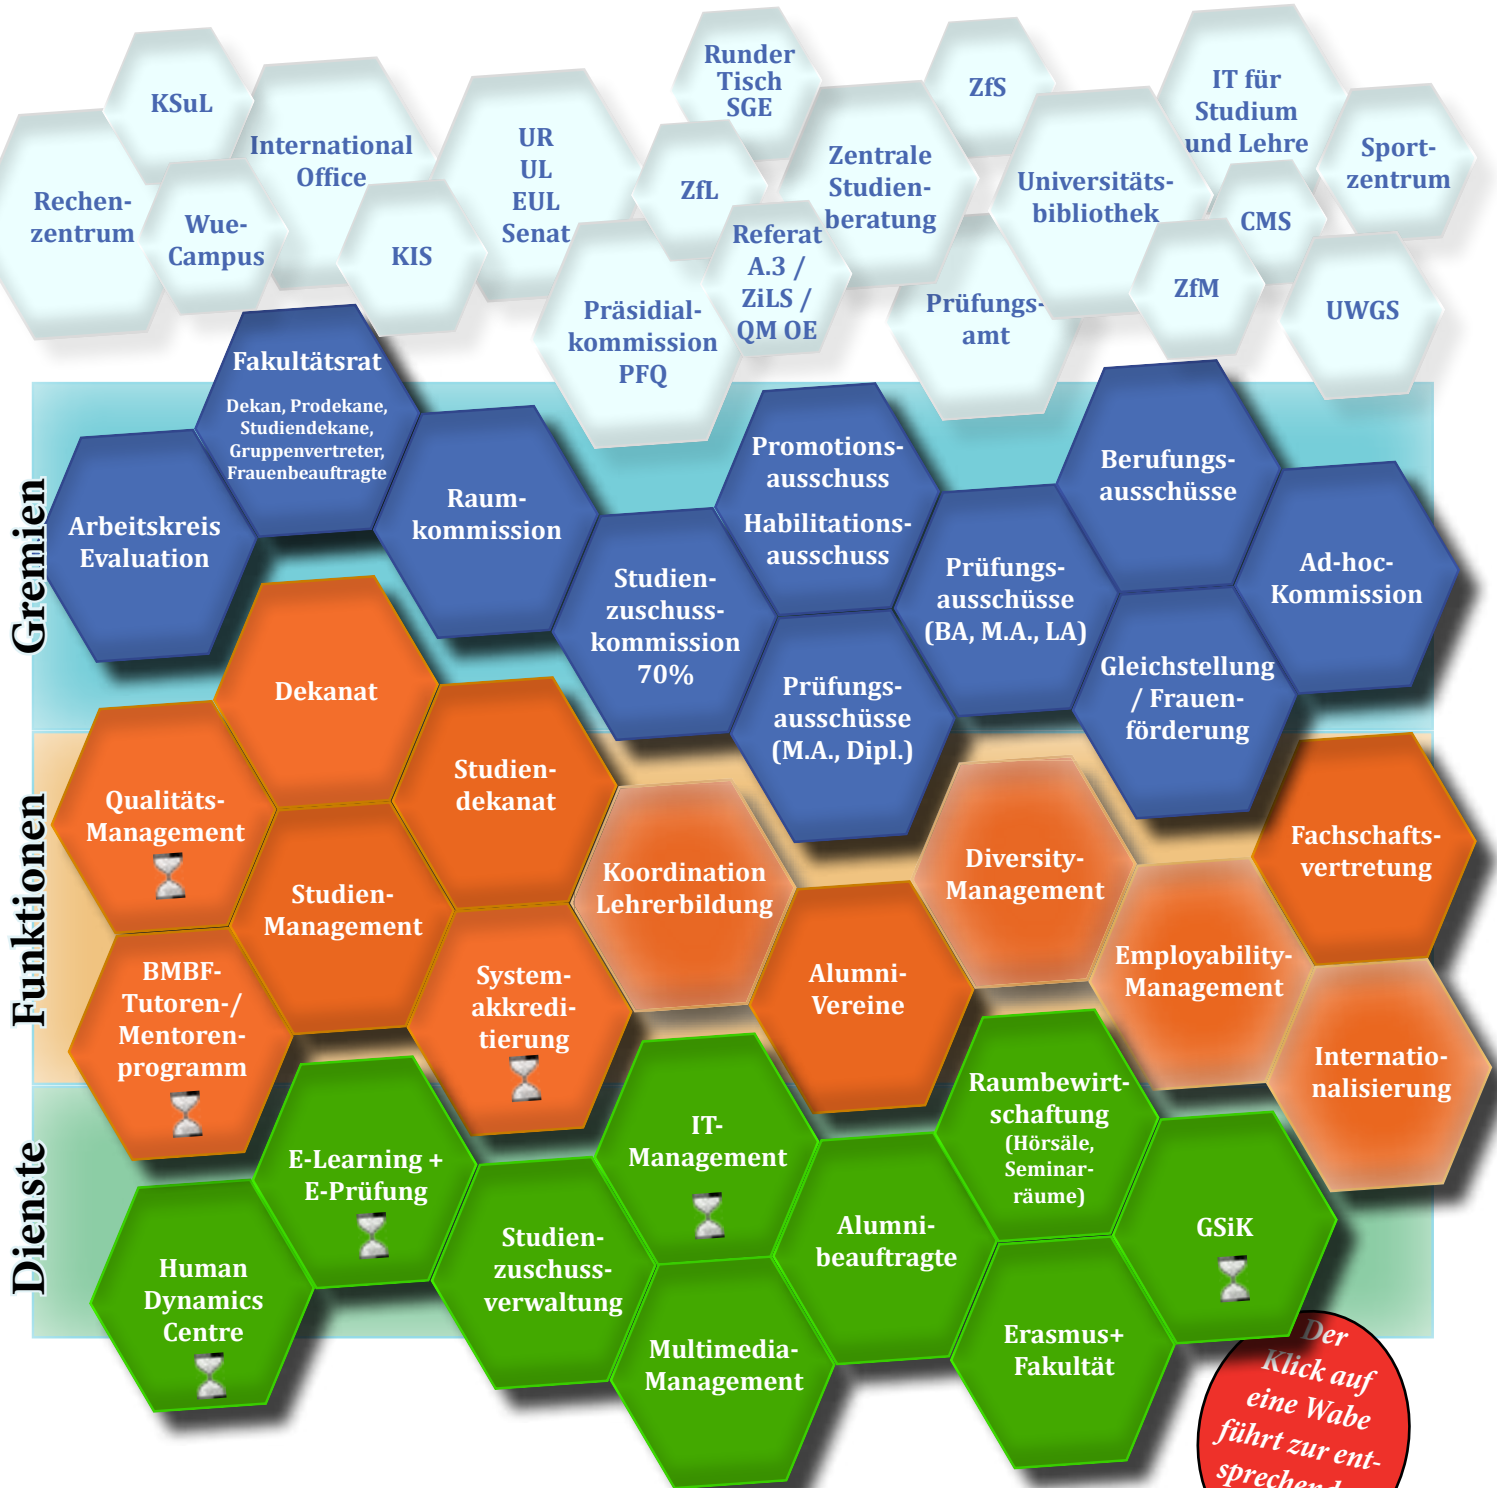 KSuL
International
Office
UR
UL
EUL
Senat
Runder
Tisch
SGE
ZfS
IT für
Studium
und Lehre
Sport-
zentrum
Rechen-
zentrum
Wue-
Campus
KIS
ZfL
Zentrale
Studien-
beratung
Universitäts-
bibliothek
CMS
Präsidial-
kommission
PFQ
Referat
A.3 /
ZiLS /
QM OE
Prüfungs-
amt
ZfM
UWGS
Gremien
Fakultätsrat
Dekan, Prodekane,
Studiendekane,
Gruppenvertreter,
Frauenbeauftragte
Arbeitskreis
Evaluation
Raum-
kommission
Studien-
zuschuss-
kommission
70%
Promotions-
ausschuss
Habilitations-
ausschuss
Prüfungs-
ausschüsse
(M.A., Dipl.)
Prüfungs-
ausschüsse
(BA, M.A., LA)
Berufungs-
ausschüsse
Gleichstellung
/ Frauen-
förderung
Ad-hoc-
Kommission
Funktionen
Dekanat
Qualitäts-
Management
Studien-
dekanat
Studien-
Management
BMBF-
Tutoren-/
Mentoren-
programm
System-
akkredi-
tierung
Koordination
Lehrerbildung
Alumni-
Vereine
Diversity-
Management
Employability-
Management
Fachschafts-
vertretung
Internatio-
nalisierung
Dienste
Human
Dynamics
Centre
E-Learning +
E-Prüfung
Studien-
zuschuss-
verwaltung
IT-
Management
Multimedia-
Management
Alumni-
beauftragte
Raumbewirt-
schaftung
(Hörsäle,
Seminar-
räume)
GSiK
Erasmus+
Fakultät
Der
Klick auf
eine Wabe
führt zur ent-